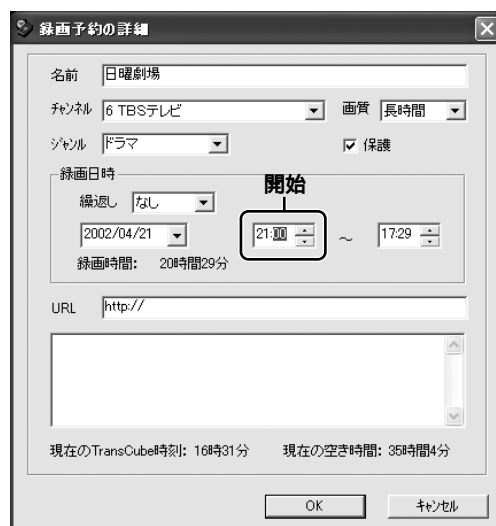 録画予約の詳細
名前 日曜劇場
チャンネル 6 TBSテレビ 画質 長時間
ジャンル ドラマ 保護
録画日時
開始
繰返し なし
2002/04/21 21:00 ～ 17:29
録画時間: 20時間29分
URL http://
現在のTransCube時刻: 16時31分 現在の空き時間: 35時間4分
OK キャンセル